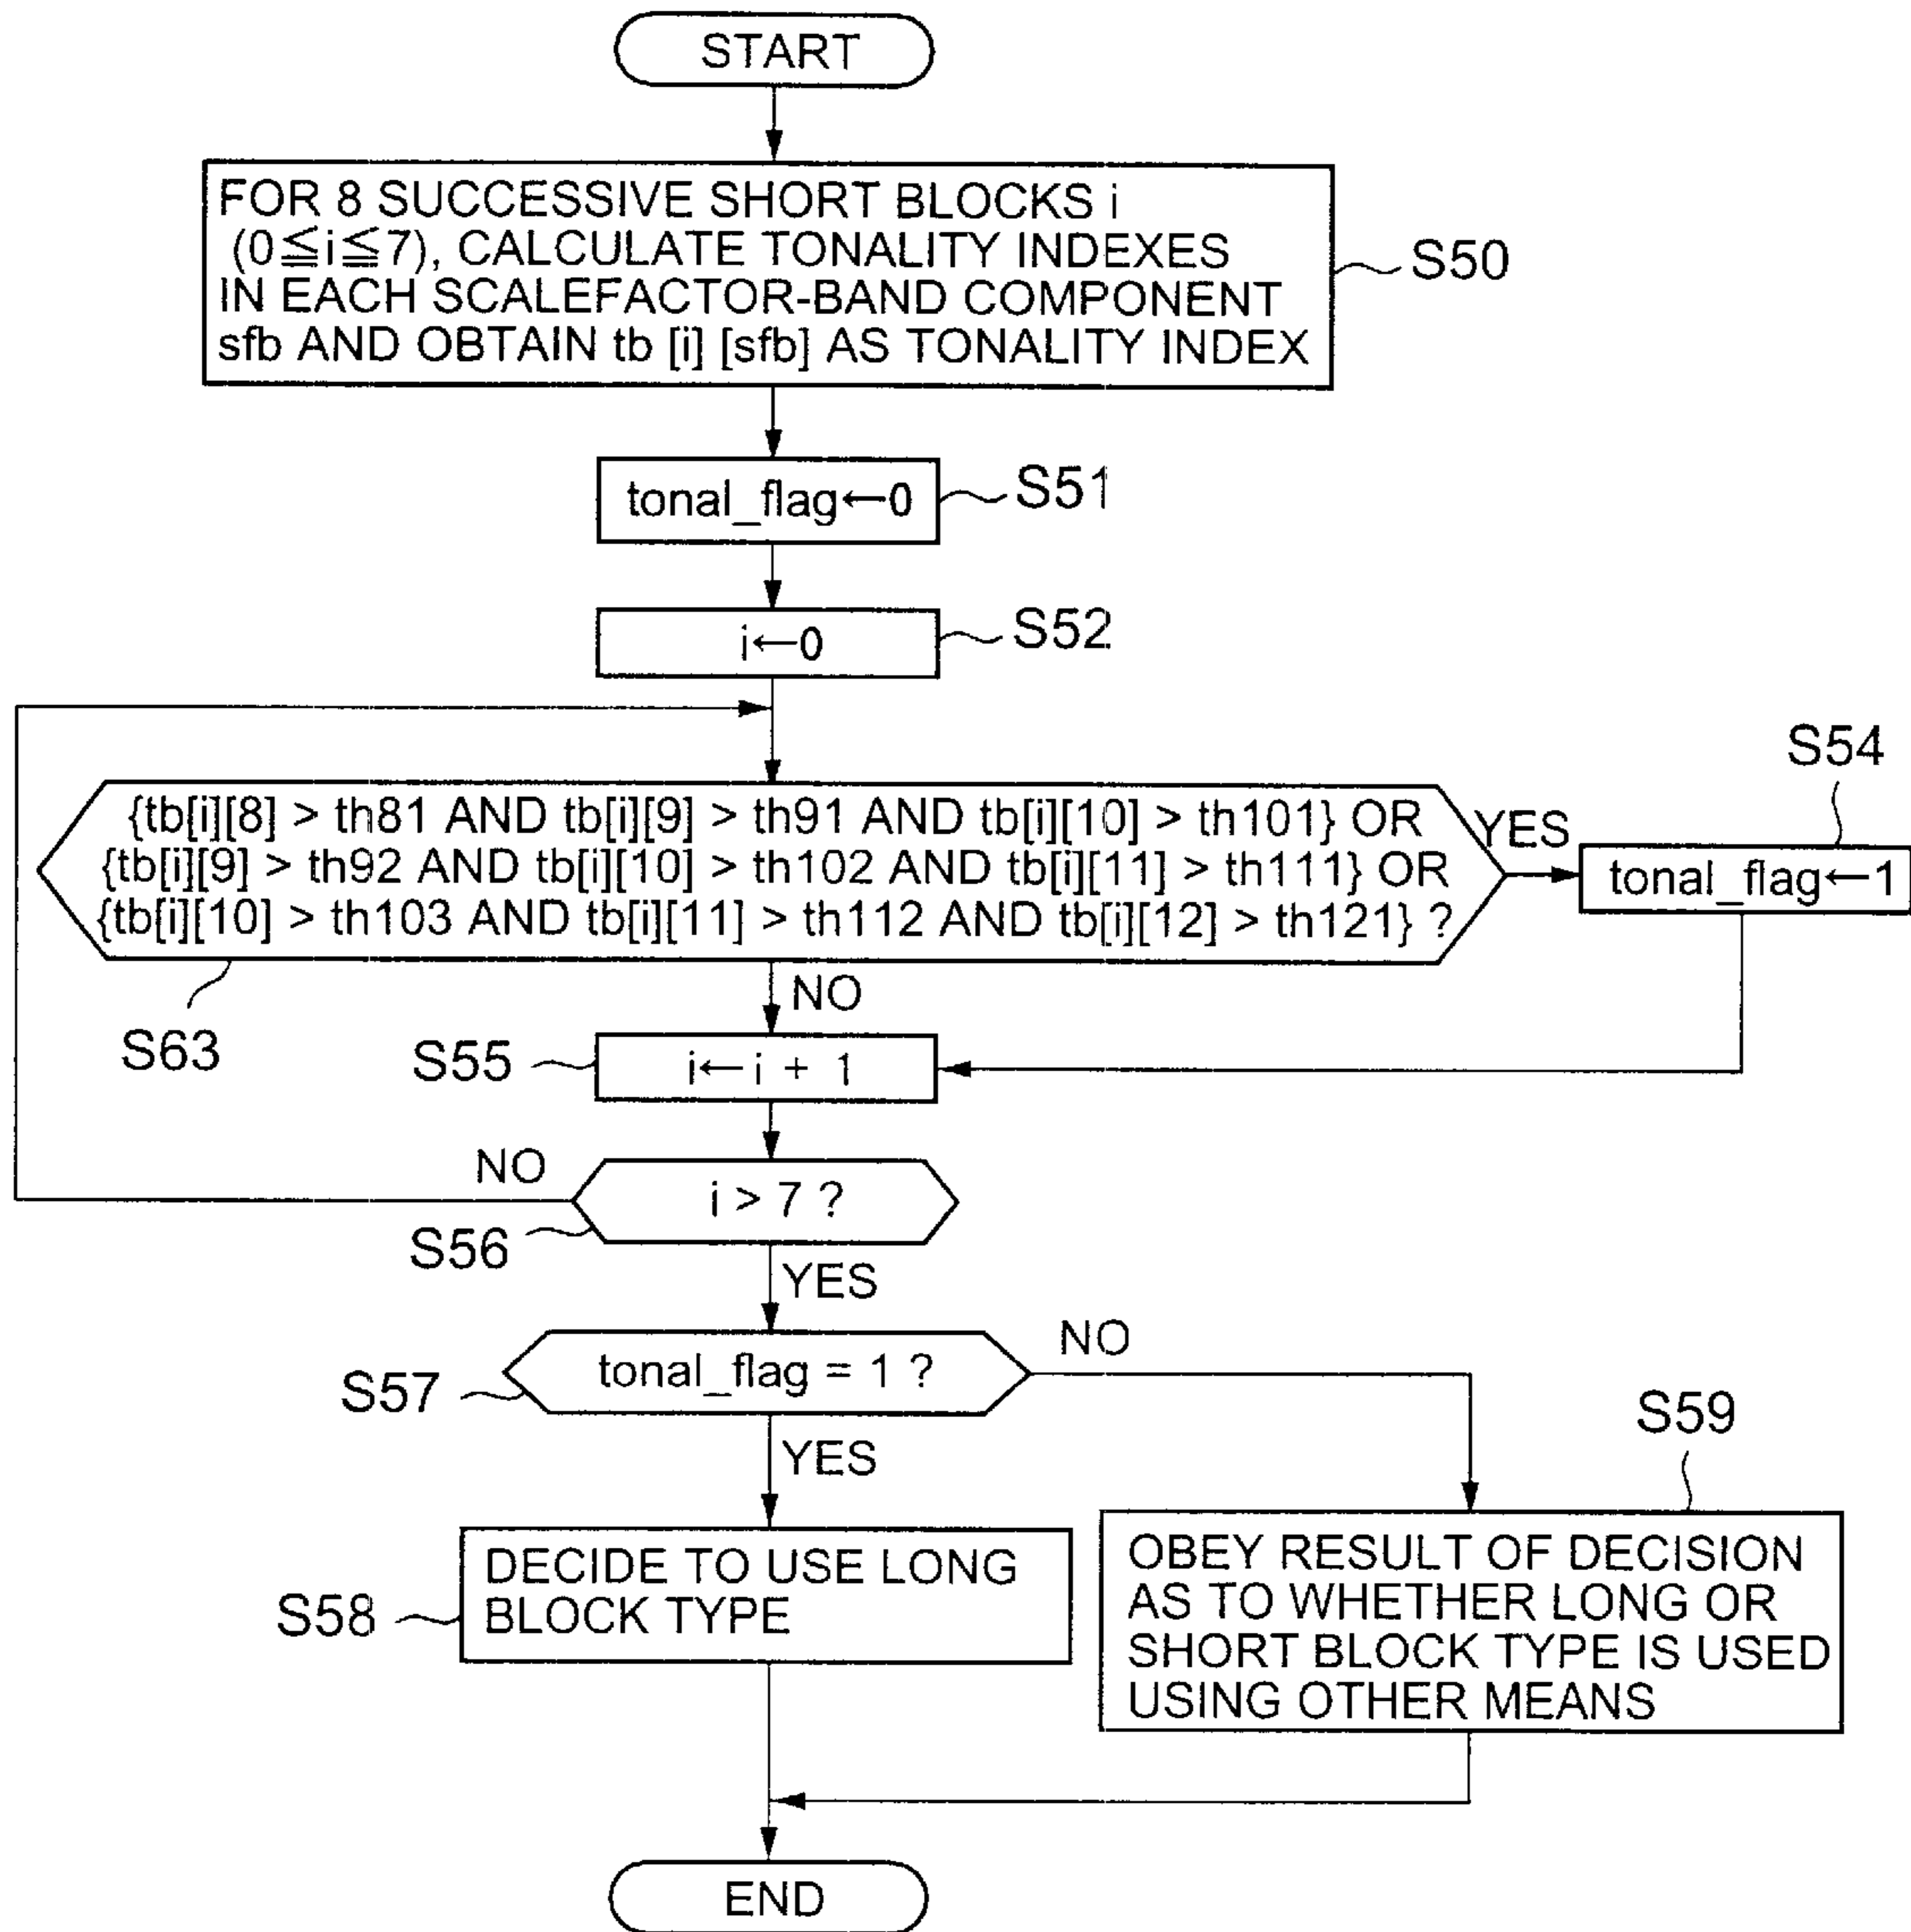 START
FOR 8 SUCCESSIVE SHORT BLOCKS i
(0≦i≦7), CALCULATE TONALITY INDEXES
IN EACH SCALEFACTOR-BAND COMPONENT
sfb AND OBTAIN tb [i] [sfb] AS TONALITY INDEX
S50
tonal_flag←0
S51
i←0
S52
{tb[i][8] > th81 AND tb[i][9] > th91 AND tb[i][10] > th101} OR
{tb[i][9] > th92 AND tb[i][10] > th102 AND tb[i][11] > th111} OR
{tb[i][10] > th103 AND tb[i][11] > th112 AND tb[i][12] > th121} ?
S63
YES
S54
tonal_flag←1
NO
S55
i←i + 1
NO
i > 7 ?
S56
YES
tonal_flag = 1 ?
S57
NO
YES
S58
DECIDE TO USE LONG
BLOCK TYPE
S59
OBEY RESULT OF DECISION
AS TO WHETHER LONG OR
SHORT BLOCK TYPE IS USED
USING OTHER MEANS
END